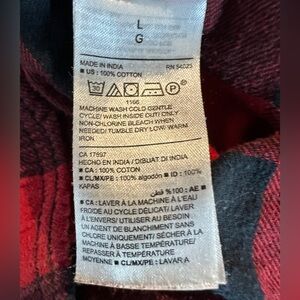 L
G
MADE IN INDIA RN 54023
■ US : 100% COTTON
1166
MACHINE WASH COLD GENTLE
CYCLE/ WASH INSIDE OUT/ ONLY
NON-CHLORINE BLEACH WHEN
NEEDED/ TUMBLE DRY LOW/ WARM
IRON
CA 17897
HECHO EN INDIA / DIBUAT DI INDIA
■ CA : 100% COTTON
■ CL/MX/PE : 100% algodón ■ ID : 100%
KAPAS
■ AE : %100 قطن
■ CA : LAVER À LA MACHINE À L'EAU
FROIDE AU CYCLE DÉLICAT/ LAVER
À L'ENVERS/ UTILISER AU BESOIN
UN AGENT DE BLANCHIMENT SANS
CHLORE UNIQUEMENT/ SÉCHER À LA
MACHINE À BASSE TEMPÉRATURE/
REPASSER À TEMPÉRATURE
MOYENNE ■ CL/MX/PE : LAVAR A